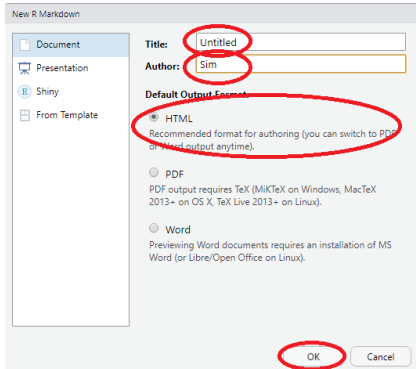 New R Markdown
Document
Presentation
R Shiny
From Template
Title: Untitled
Author: Sim
Default Output Format:
HTML
Recommended format for authoring (you can switch to PDF
or Word output anytime).
PDF
PDF output requires TeX (MiKTeX on Windows, MacTeX
2013+ on OS X, TeX Live 2013+ on Linux).
Word
Previewing Word documents requires an installation of MS
Word (or Libre/Open Office on Linux).
OK Cancel